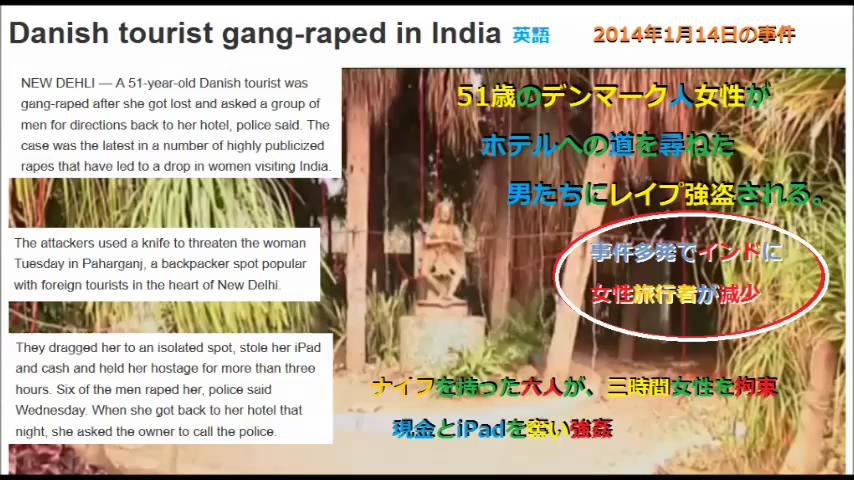 Danish tourist gang-raped in India 英語 2014年1月14日の事件
NEW DEHLI — A 51-year-old Danish tourist was
gang-raped after she got lost and asked a group of
men for directions back to her hotel, police said. The
case was the latest in a number of highly publicized
rapes that have led to a drop in women visiting India.
51歳のデンマーク人女性が
ホテルへの道を尋ねた
男たちにレイプ強盗される。
The attackers used a knife to threaten the woman
Tuesday in Paharganj, a backpacker spot popular
with foreign tourists in the heart of New Delhi.
事件多発でインドに
女性旅行者が減少
They dragged her to an isolated spot, stole her iPad
and cash and held her hostage for more than three
hours. Six of the men raped her, police said
Wednesday. When she got back to her hotel that
night, she asked the owner to call the police.
ナイフを持った六人が、三時間女性を拘束
現金とiPadを奪い強姦